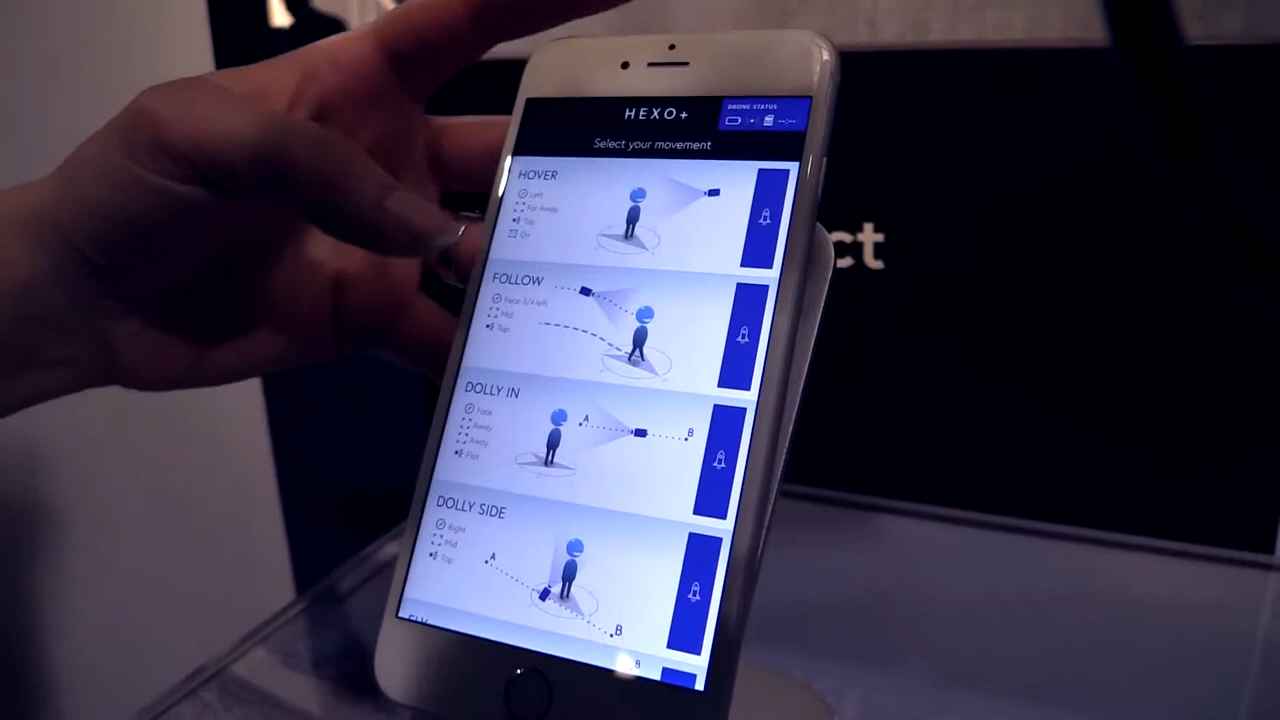 HEXO+
DRONE STATUS
--:--
Select your movement
HOVER
Left
Far Away
Top
On
FOLLOW
Face 3/4 left
Mid
Top
DOLLY IN
Face
Away
Away
Flat
A
B
DOLLY SIDE
Right
Mid
Top
A
B
B
ct